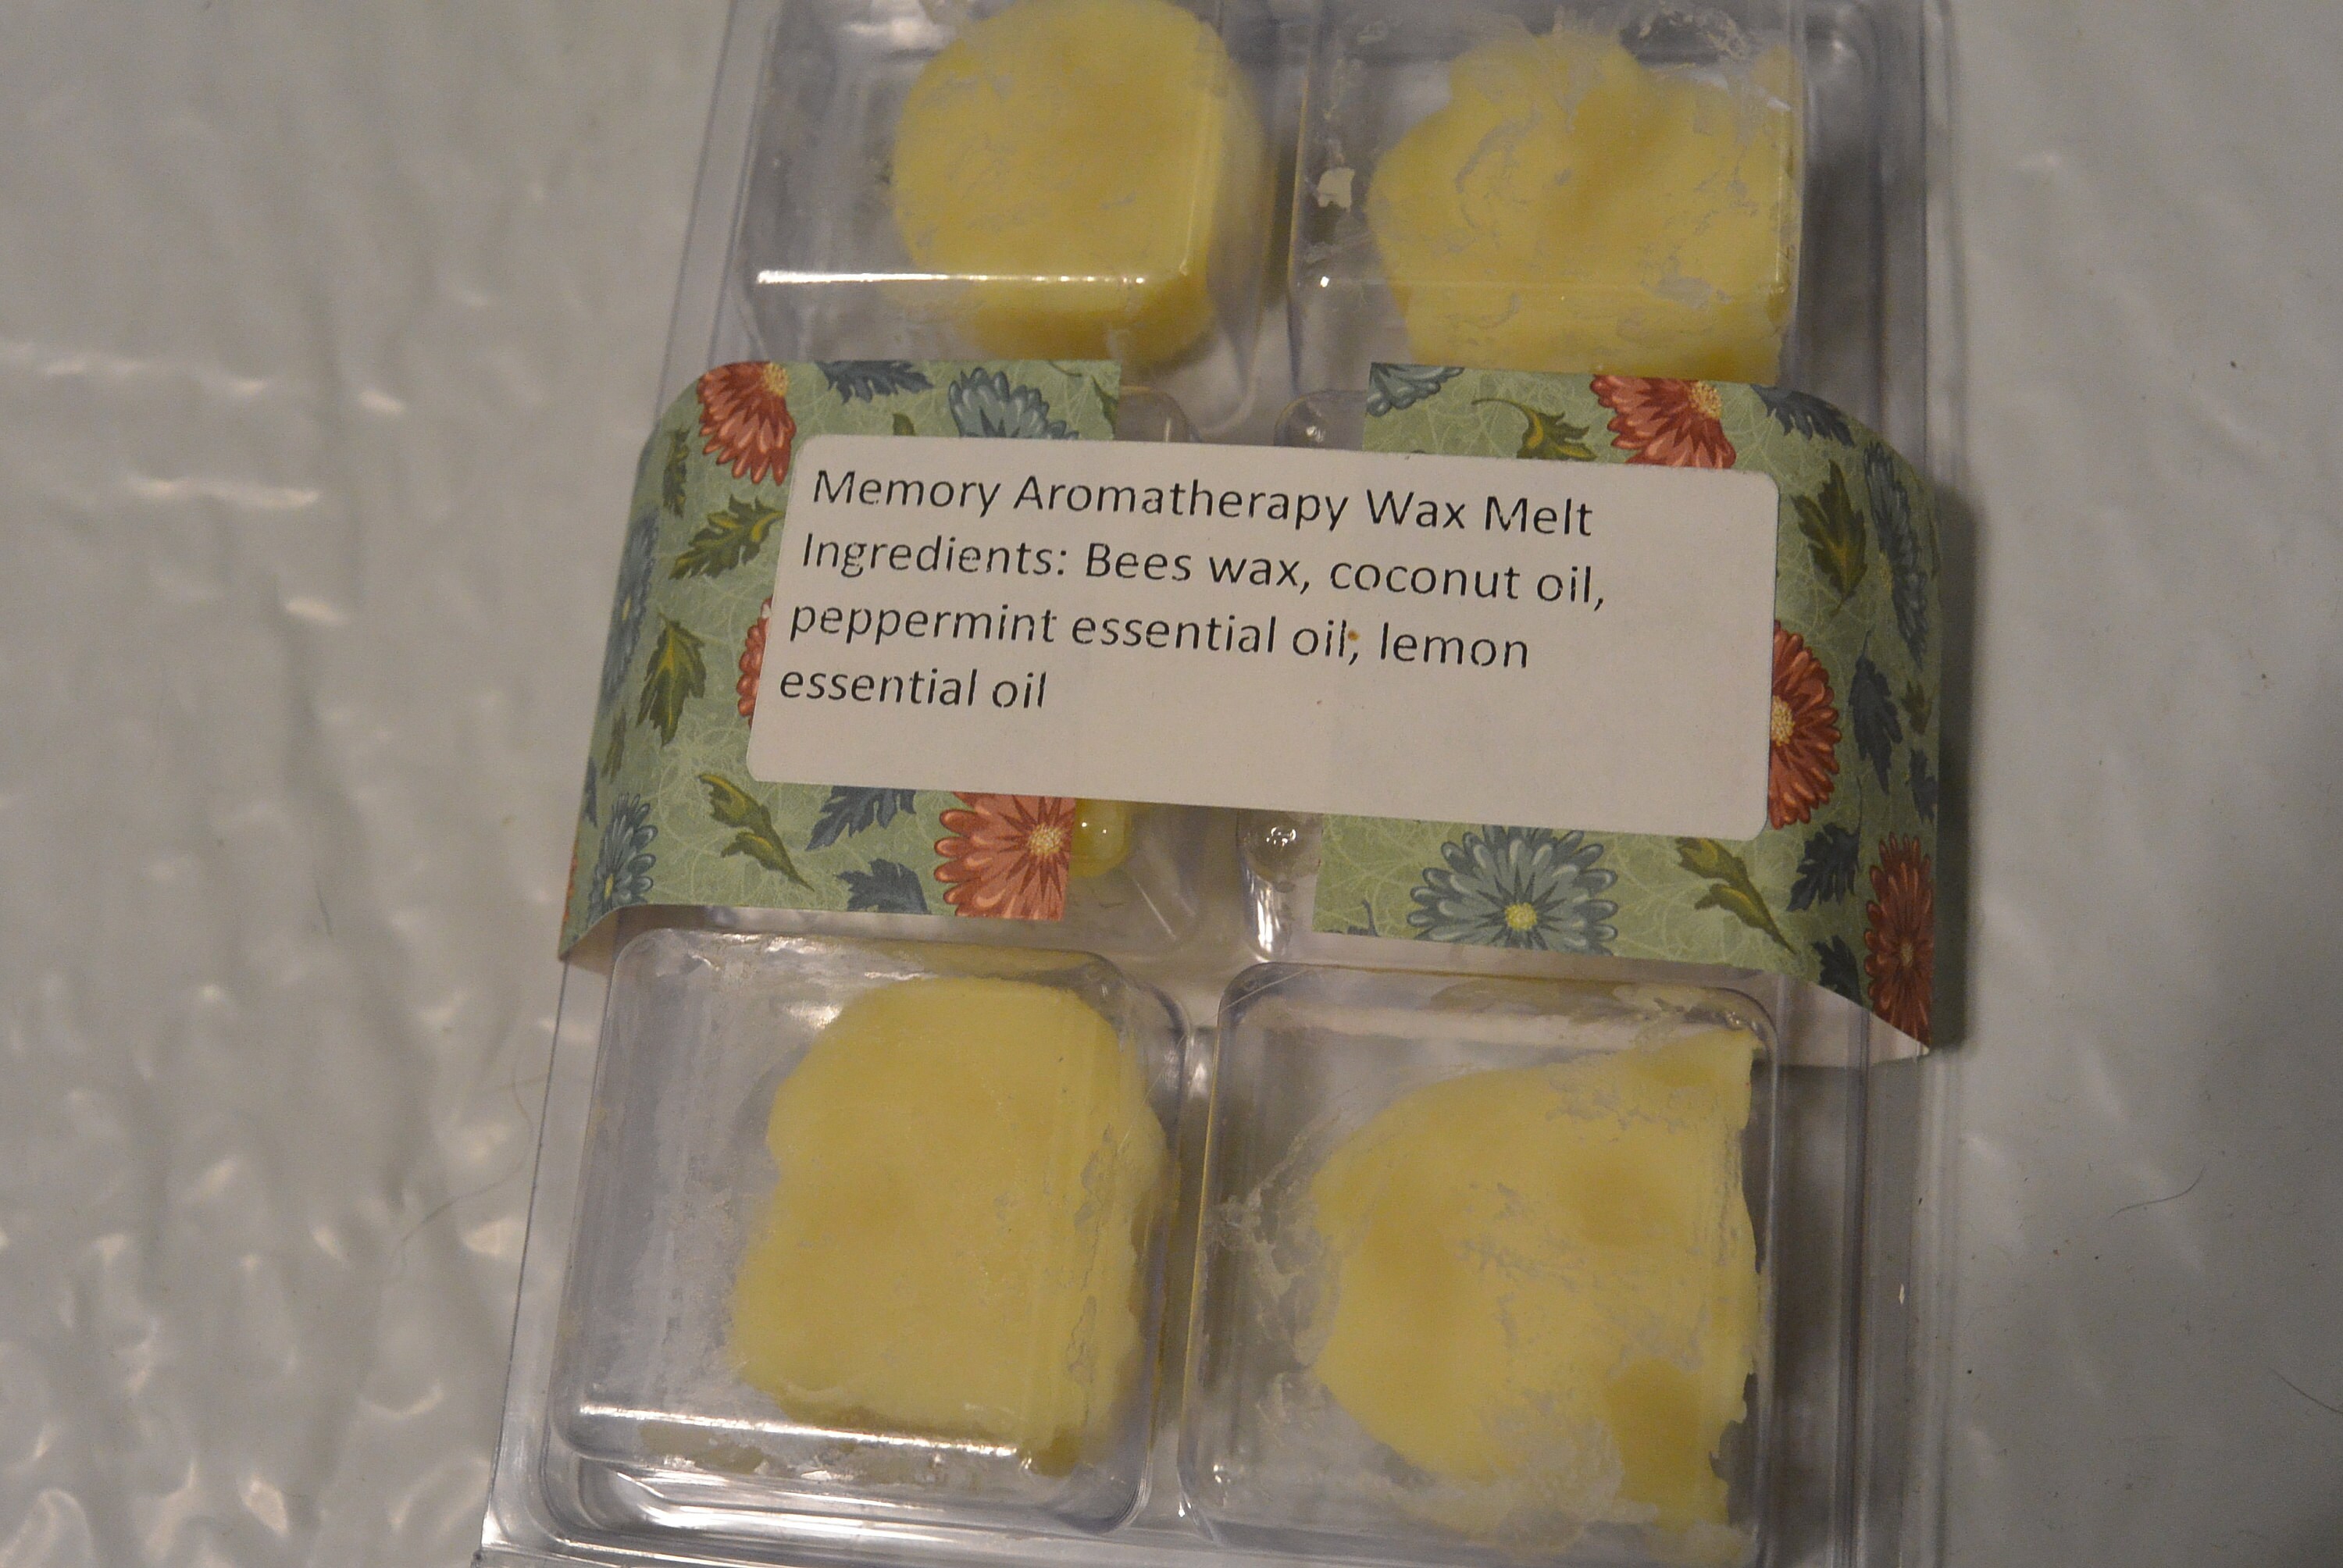 Memory Aromatherapy Wax Melt
Ingredients: Bees wax, coconut oil,
peppermint essential oil, lemon
essential oil